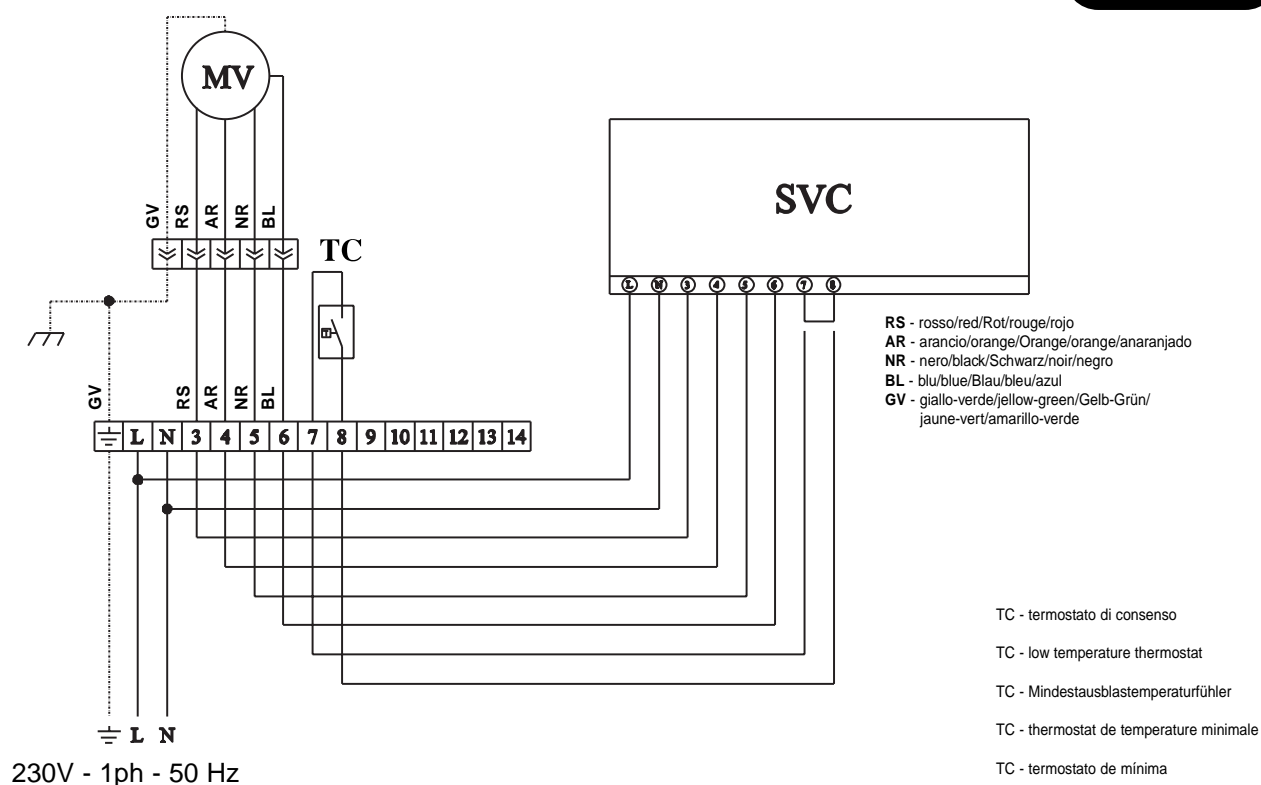 MV
SVC
GV RS AR NR BL
TC
L N 3 4 5 6 7 8
T
RS - rosso/red/Rot/rouge/rojo
AR - arancio/orange/Orange/orange/anaranjado
NR - nero/black/Schwarz/noir/negro
BL - blu/blue/Blau/bleu/azul
GV - giallo-verde/jellow-green/Gelb-Grün/
jaune-vert/amarillo-verde
GV RS AR NR BL
L N 3 4 5 6 7 8 9 10 11 12 13 14
TC - termostato di consenso
TC - low temperature thermostat
TC - Mindestausblastemperaturfühler
TC - thermostat de temperature minimale
TC - termostato de mínima
L N
230V - 1ph - 50 Hz